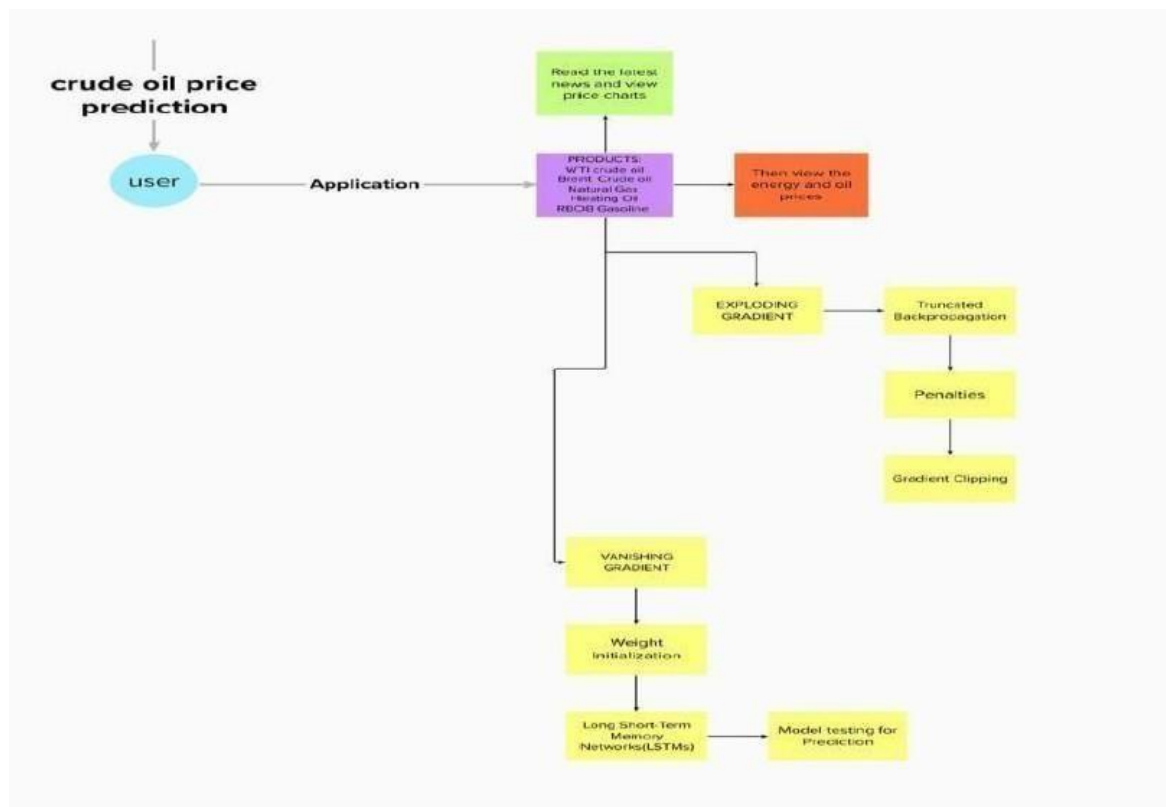 crude oil price
prediction
user
Application
Read the latest
news and view
price charts
PRODUCTS:
WTI crude oil
Brent Crude oil
Natural Gas
Heating Oil
RBOB Gasoline
Then view the
energy and oil
prices
EXPLODING
GRADIENT
Truncated
Backpropagation
Penalties
Gradient Clipping
VANISHING
GRADIENT
Weight
Initialization
Long Short-Term
Memory
Networks(LSTMs)
Model testing for
Prediction